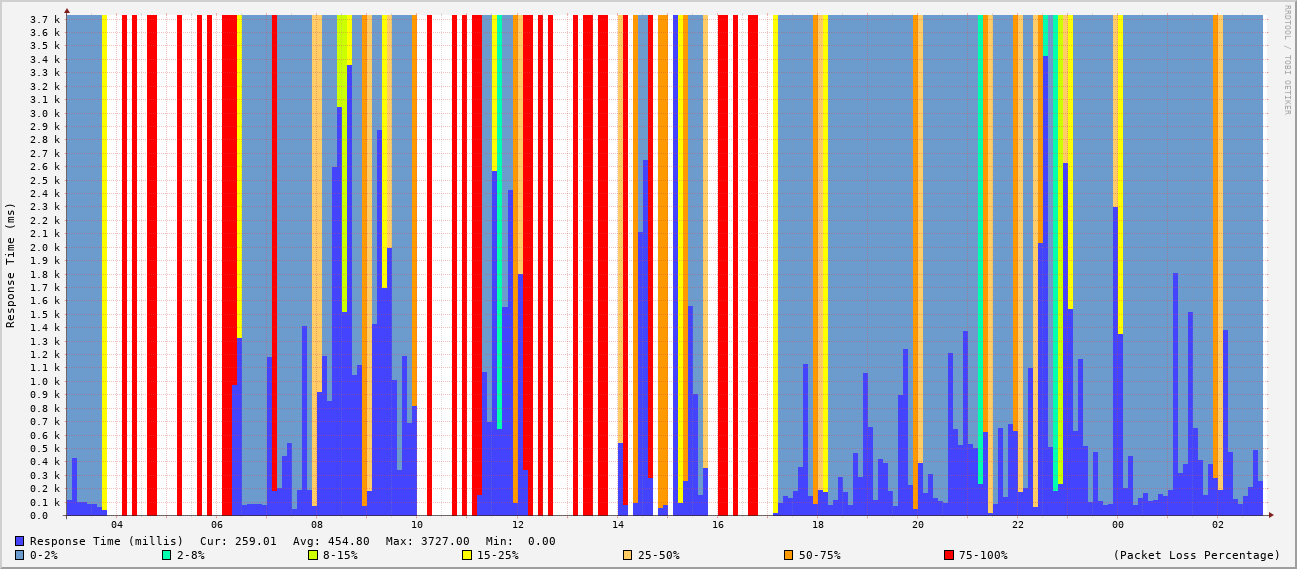 3.7 k
3.6 k
3.5 k
3.4 k
3.3 k
3.2 k
3.1 k
3.0 k
2.9 k
2.8 k
2.7 k
2.6 k
2.5 k
2.4 k
2.3 k
2.2 k
2.1 k
2.0 k
1.9 k
1.8 k
1.7 k
1.6 k
1.5 k
1.4 k
1.3 k
1.2 k
1.1 k
1.0 k
0.9 k
0.8 k
0.7 k
0.6 k
0.5 k
0.4 k
0.3 k
0.2 k
0.1 k
0.0
Response Time (ms)
RRDTOOL / TOBI OETIKER
04 06 08 10 12 14 16 18 20 22 00 02
Response Time (millis) Cur: 259.01 Avg: 454.80 Max: 3727.00 Min: 0.00
0-2% 2-8% 8-15% 15-25% 25-50% 50-75% 75-100% (Packet Loss Percentage)